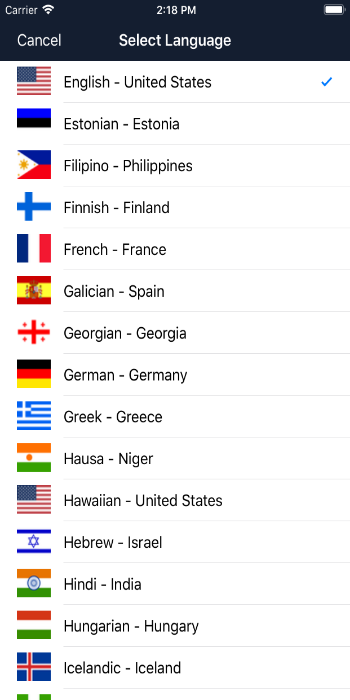 Carrier 2:18 PM
Cancel Select Language
English - United States
Estonian - Estonia
Filipino - Philippines
Finnish - Finland
French - France
Galician - Spain
Georgian - Georgia
German - Germany
Greek - Greece
Hausa - Niger
Hawaiian - United States
Hebrew - Israel
Hindi - India
Hungarian - Hungary
Icelandic - Iceland